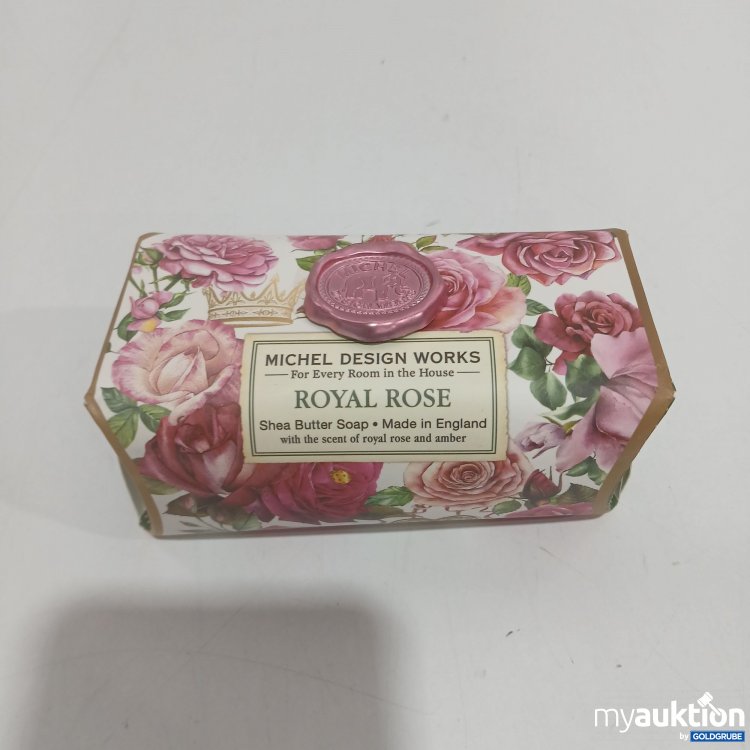 MICHEL
MICHEL DESIGN WORKS
For Every Room in the House
ROYAL ROSE
Shea Butter Soap • Made in England
with the scent of royal rose and amber
myauktion
by GOLDGRUBE